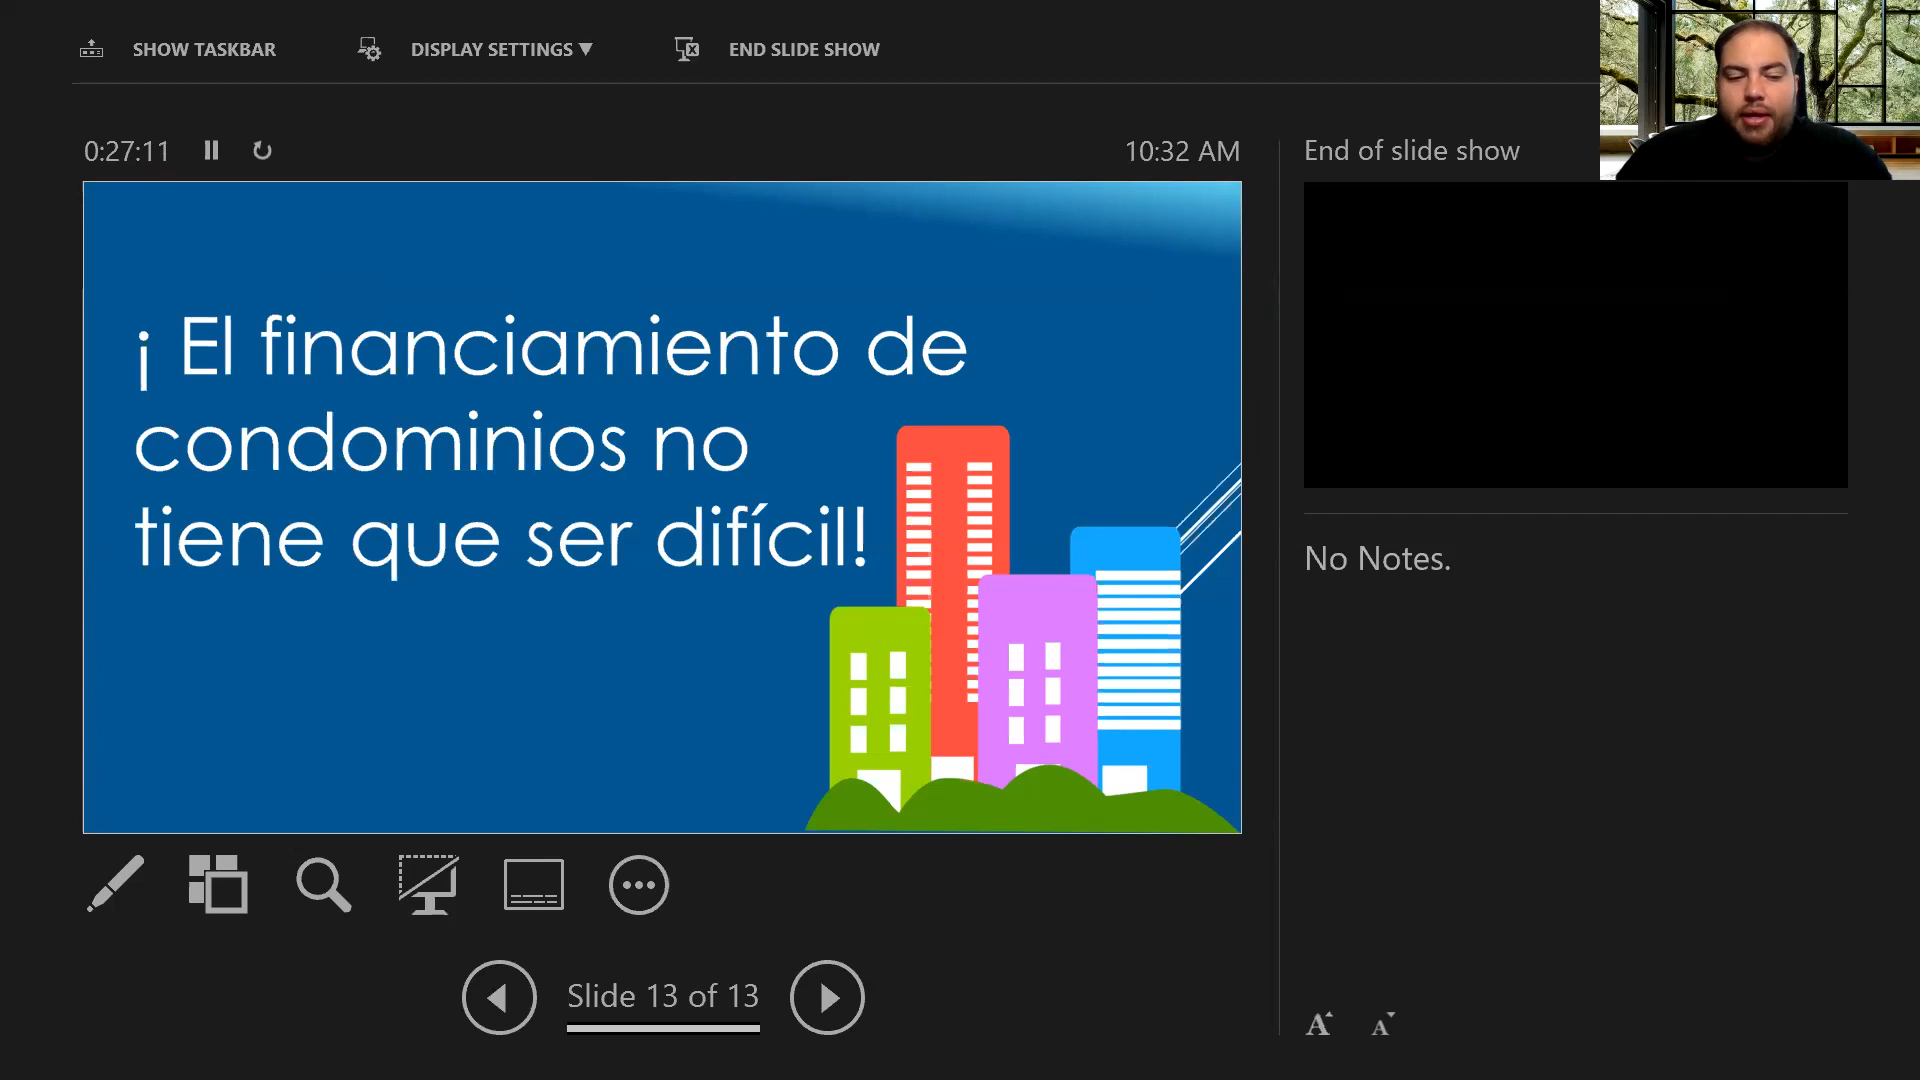 SHOW TASKBAR
DISPLAY SETTINGS ▼
END SLIDE SHOW
0:27:11
10:32 AM
End of slide show
¡ El financiamiento de
condominios no
tiene que ser difícil!
No Notes.
Slide 13 of 13
A A